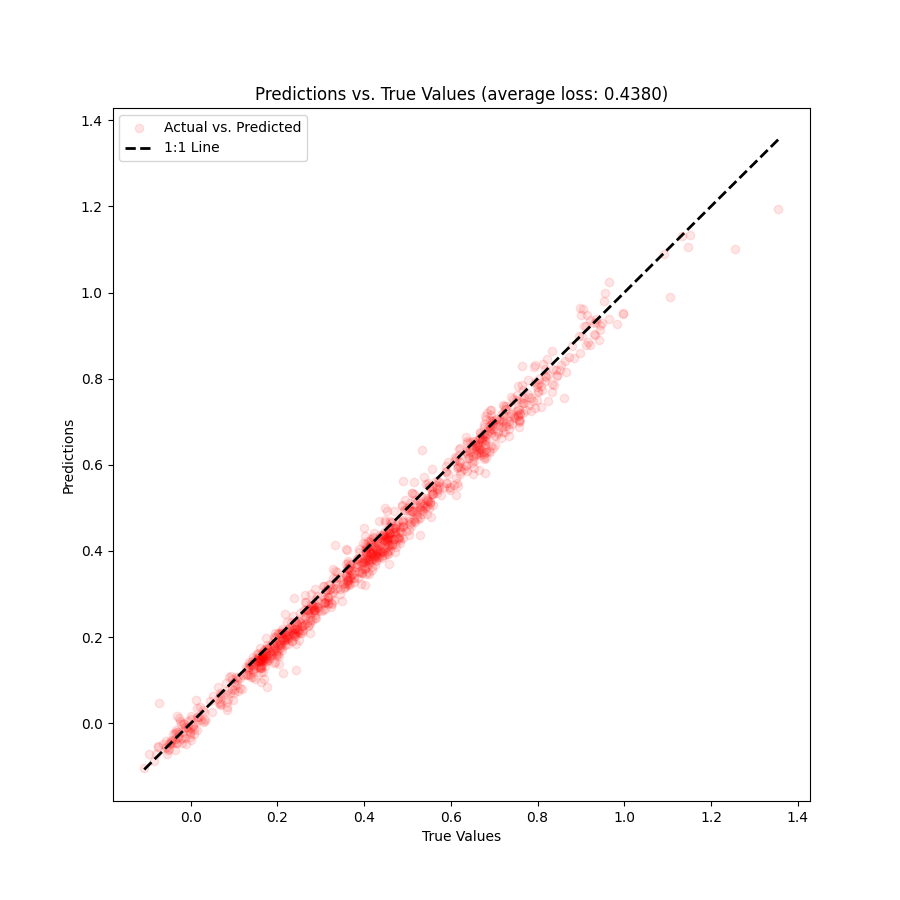 Predictions vs. True Values (average loss: 0.4380)
Actual vs. Predicted
1:1 Line
1.4
1.2
1.0
0.8
0.6
0.4
0.2
0.0
Predictions
0.0 0.2 0.4 0.6 0.8 1.0 1.2 1.4
True Values